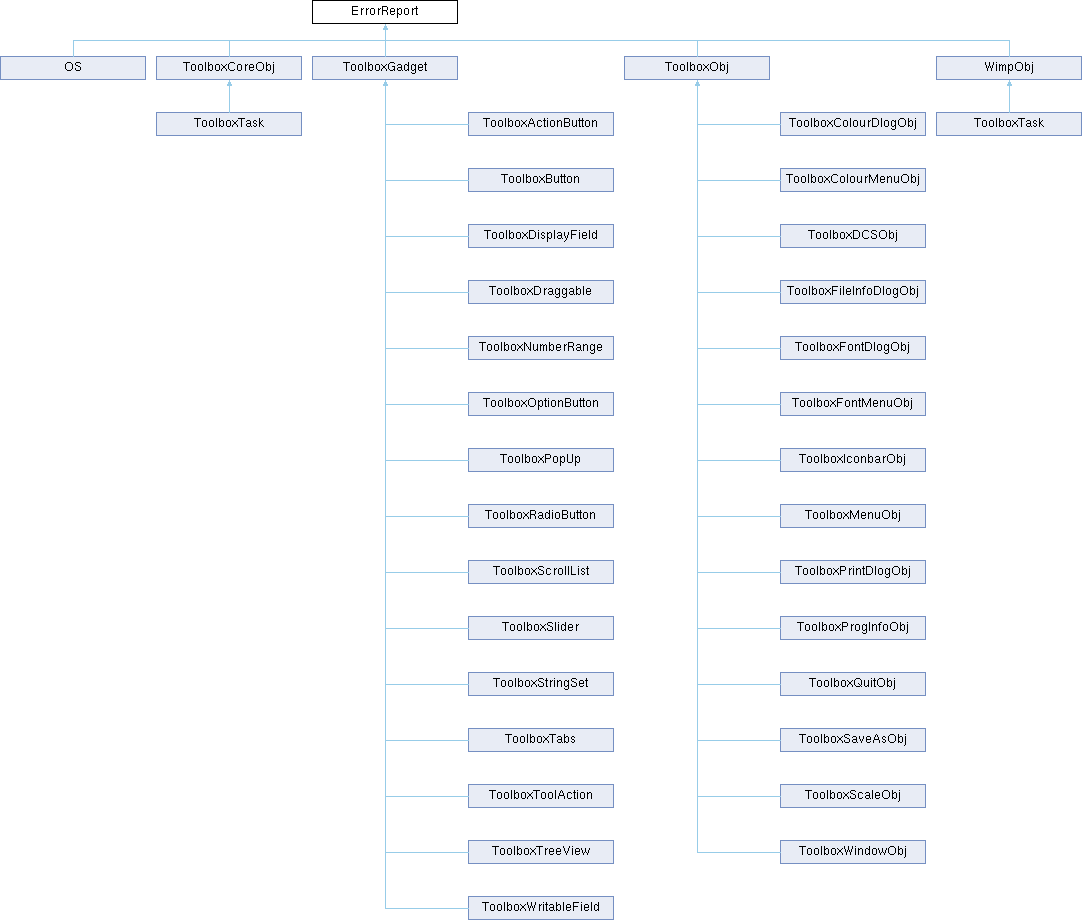 ErrorReport
OS
ToolboxCoreObj
ToolboxGadget
ToolboxObj
WimpObj
ToolboxTask
ToolboxActionButton
ToolboxColourDlogObj
ToolboxTask
ToolboxButton
ToolboxColourMenuObj
ToolboxDisplayField
ToolboxDCSObj
ToolboxDraggable
ToolboxFileInfoDlogObj
ToolboxNumberRange
ToolboxFontDlogObj
ToolboxOptionButton
ToolboxFontMenuObj
ToolboxPopUp
ToolboxIconbarObj
ToolboxRadioButton
ToolboxMenuObj
ToolboxScrollList
ToolboxPrintDlogObj
ToolboxSlider
ToolboxProgInfoObj
ToolboxStringSet
ToolboxQuitObj
ToolboxTabs
ToolboxSaveAsObj
ToolboxToolAction
ToolboxScaleObj
ToolboxTreeView
ToolboxWindowObj
ToolboxWritableField